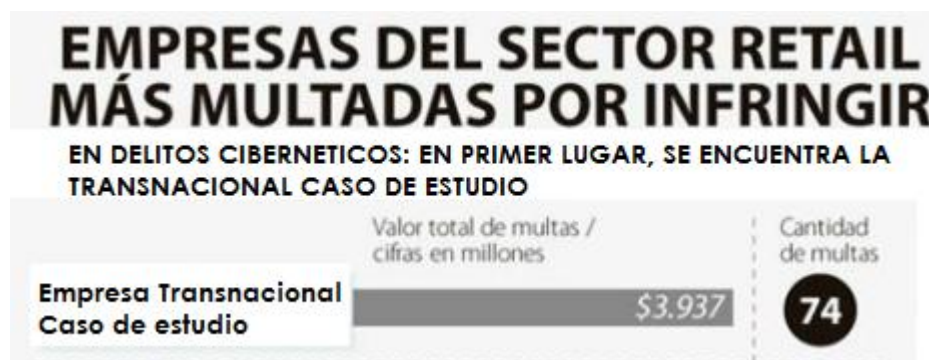 EMPRESAS DEL SECTOR RETAIL
MÁS MULTADAS POR INFRINGIR
EN DELITOS CIBERNETICOS: EN PRIMER LUGAR, SE ENCUENTRA LA
TRANSNACIONAL CASO DE ESTUDIO
Valor total de multas /
cifras en millones
Cantidad
de multas
Empresa Transnacional
Caso de estudio
$3.937
74